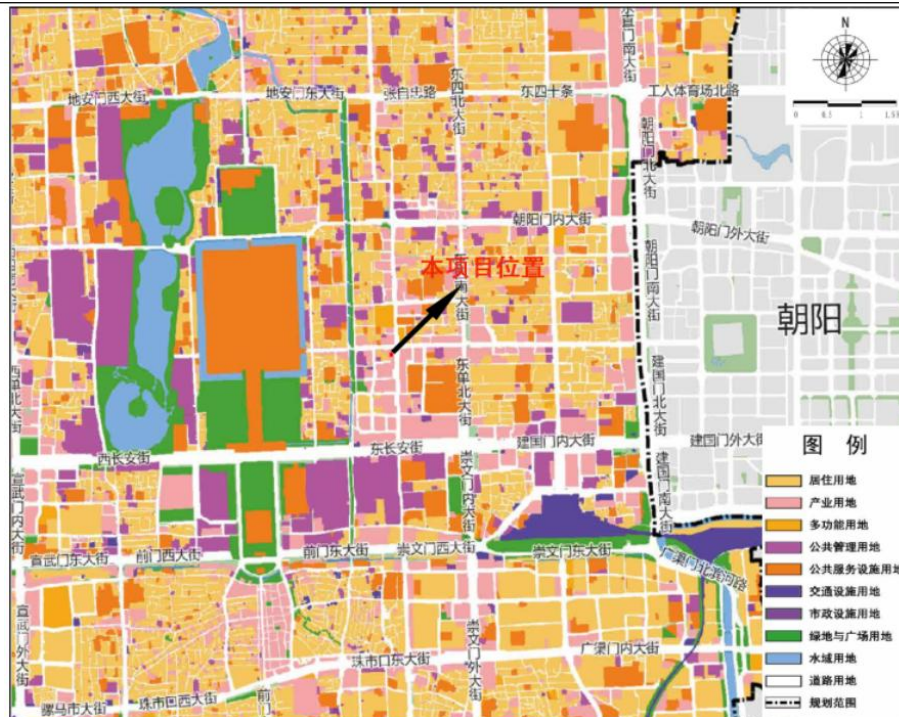 N
0 0.5 1 1.5
地安门西大街
地安门东大街
张自忠路
东四北大街
东四十条
工人体育场北路
朝阳门北大街
朝阳门内大街
朝阳门外大街
本项目位置
南大街
朝阳门南大街
朝阳
西单北大街
东单北大街
建国门北大街
西长安街
东长安街
建国门内大街
建国门外大街
建国门南大街
宣武门内大街
崇文门内大街
宣武门东大街
前门西大街
前门东大街
崇文门西大街
崇文门东大街
广渠门北滨河路
宣武门外大街
崇文门外大街
广渠门内大街
珠市口东大街
珠市口西大街
骡马市大街
前门
图 例
居住用地
产业用地
多功能用地
公共管理用地
公共服务设施用地
交通设施用地
市政设施用地
绿地与广场用地
水域用地
道路用地
规划范围